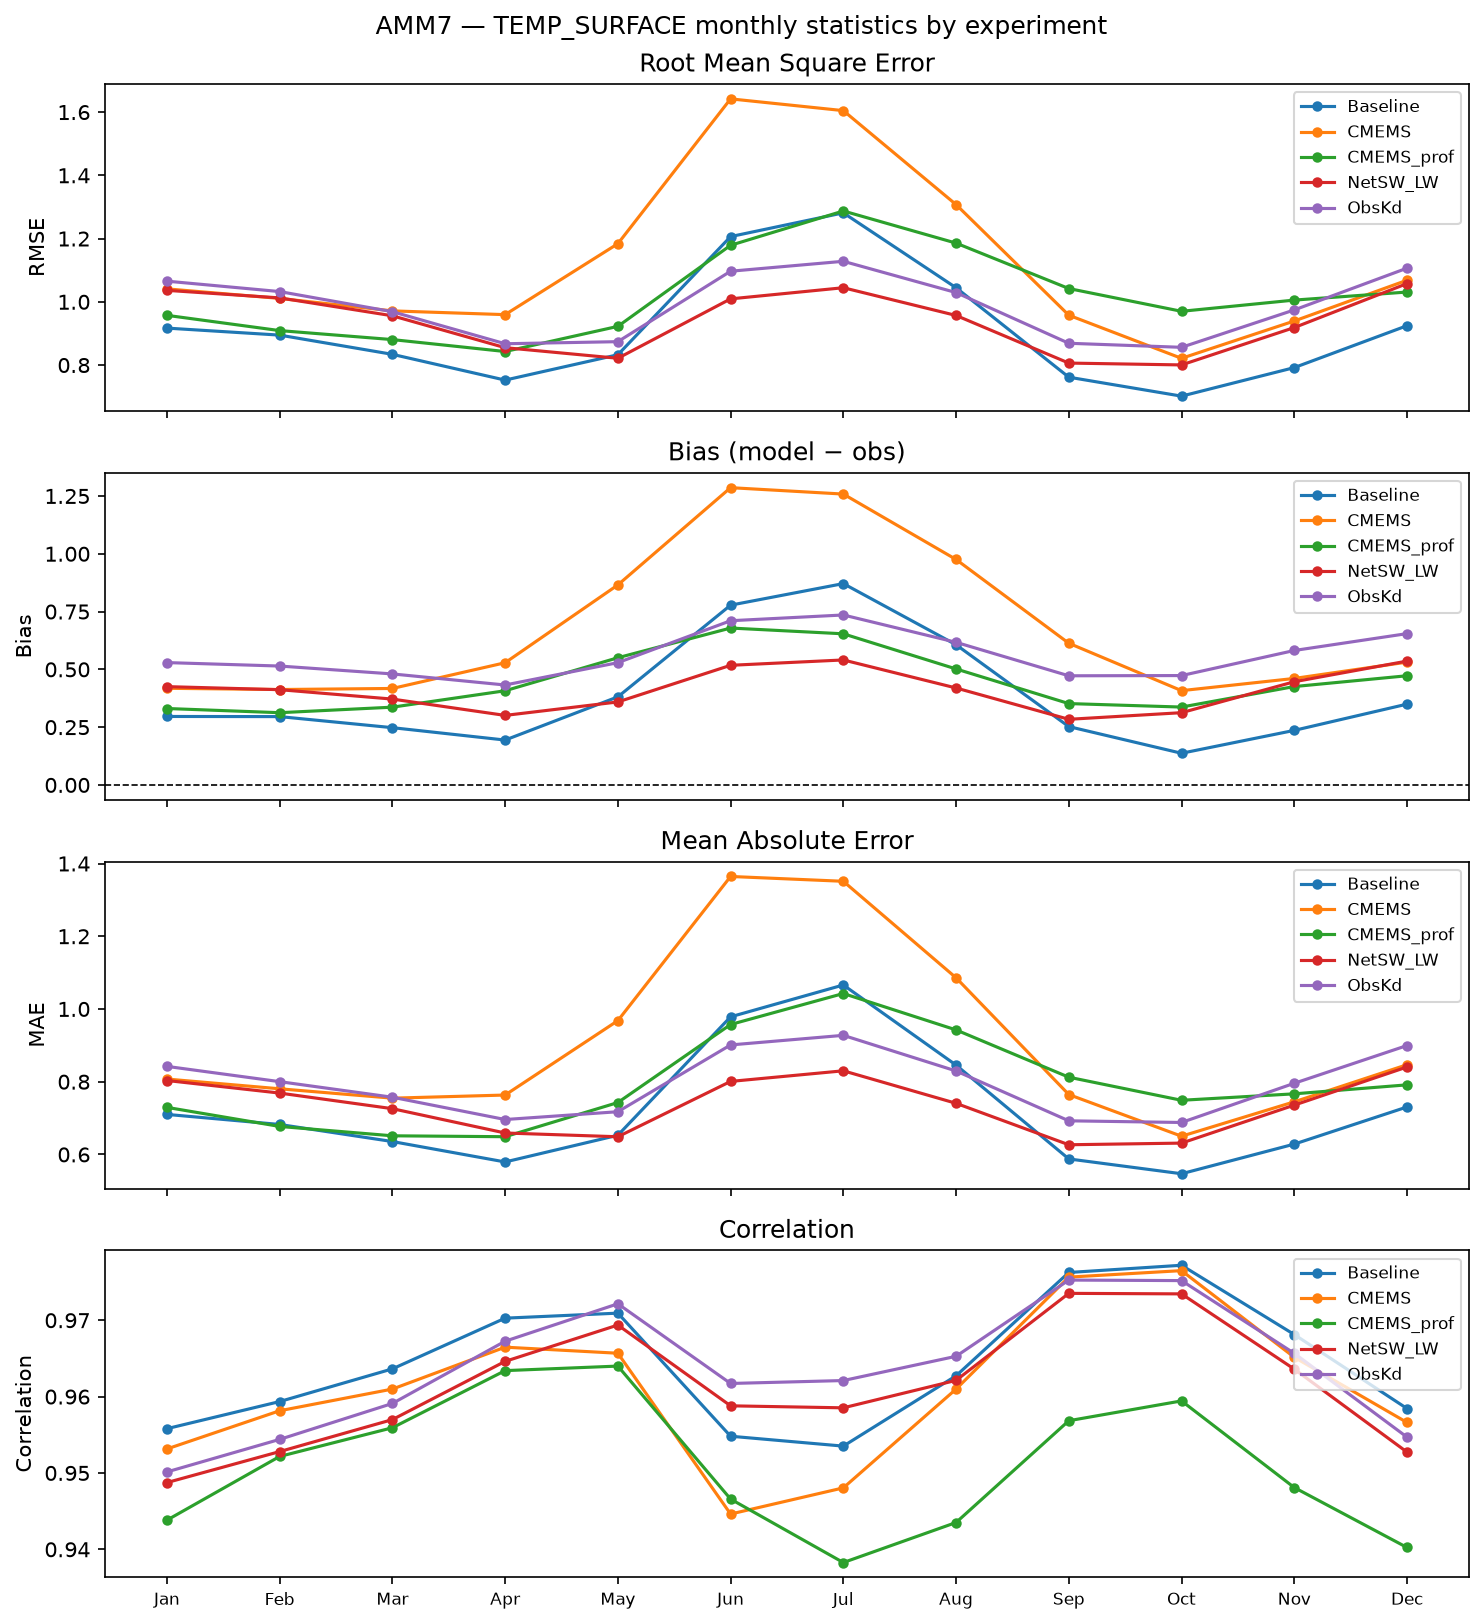 AMM7 — TEMP_SURFACE monthly statistics by experiment
Root Mean Square Error
RMSE
1.6
1.4
1.2
1.0
0.8
Baseline
CMEMS
CMEMS_prof
NetSW_LW
ObsKd
Bias (model − obs)
Bias
1.25
1.00
0.75
0.50
0.25
0.00
Baseline
CMEMS
CMEMS_prof
NetSW_LW
ObsKd
Mean Absolute Error
MAE
1.4
1.2
1.0
0.8
0.6
Baseline
CMEMS
CMEMS_prof
NetSW_LW
ObsKd
Correlation
Correlation
0.97
0.96
0.95
0.94
Baseline
CMEMS
CMEMS_prof
NetSW_LW
ObsKd
Jan Feb Mar Apr May Jun Jul Aug Sep Oct Nov Dec